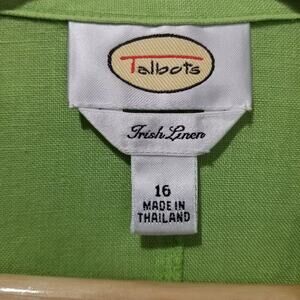 Talbots
Irish Linen
16
MADE IN
THAILAND